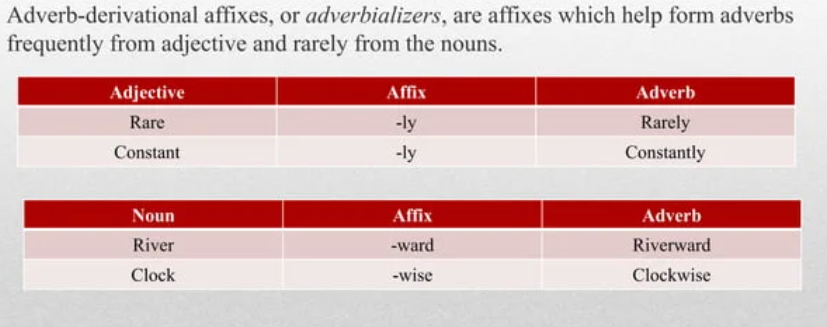 Adverb-derivational affixes, or adverbializers, are affixes which help form adverbs
frequently from adjective and rarely from the nouns.
Adjective Affix Adverb
Rare -ly Rarely
Constant -ly Constantly
Noun Affix Adverb
River -ward Riverward
Clock -wise Clockwise